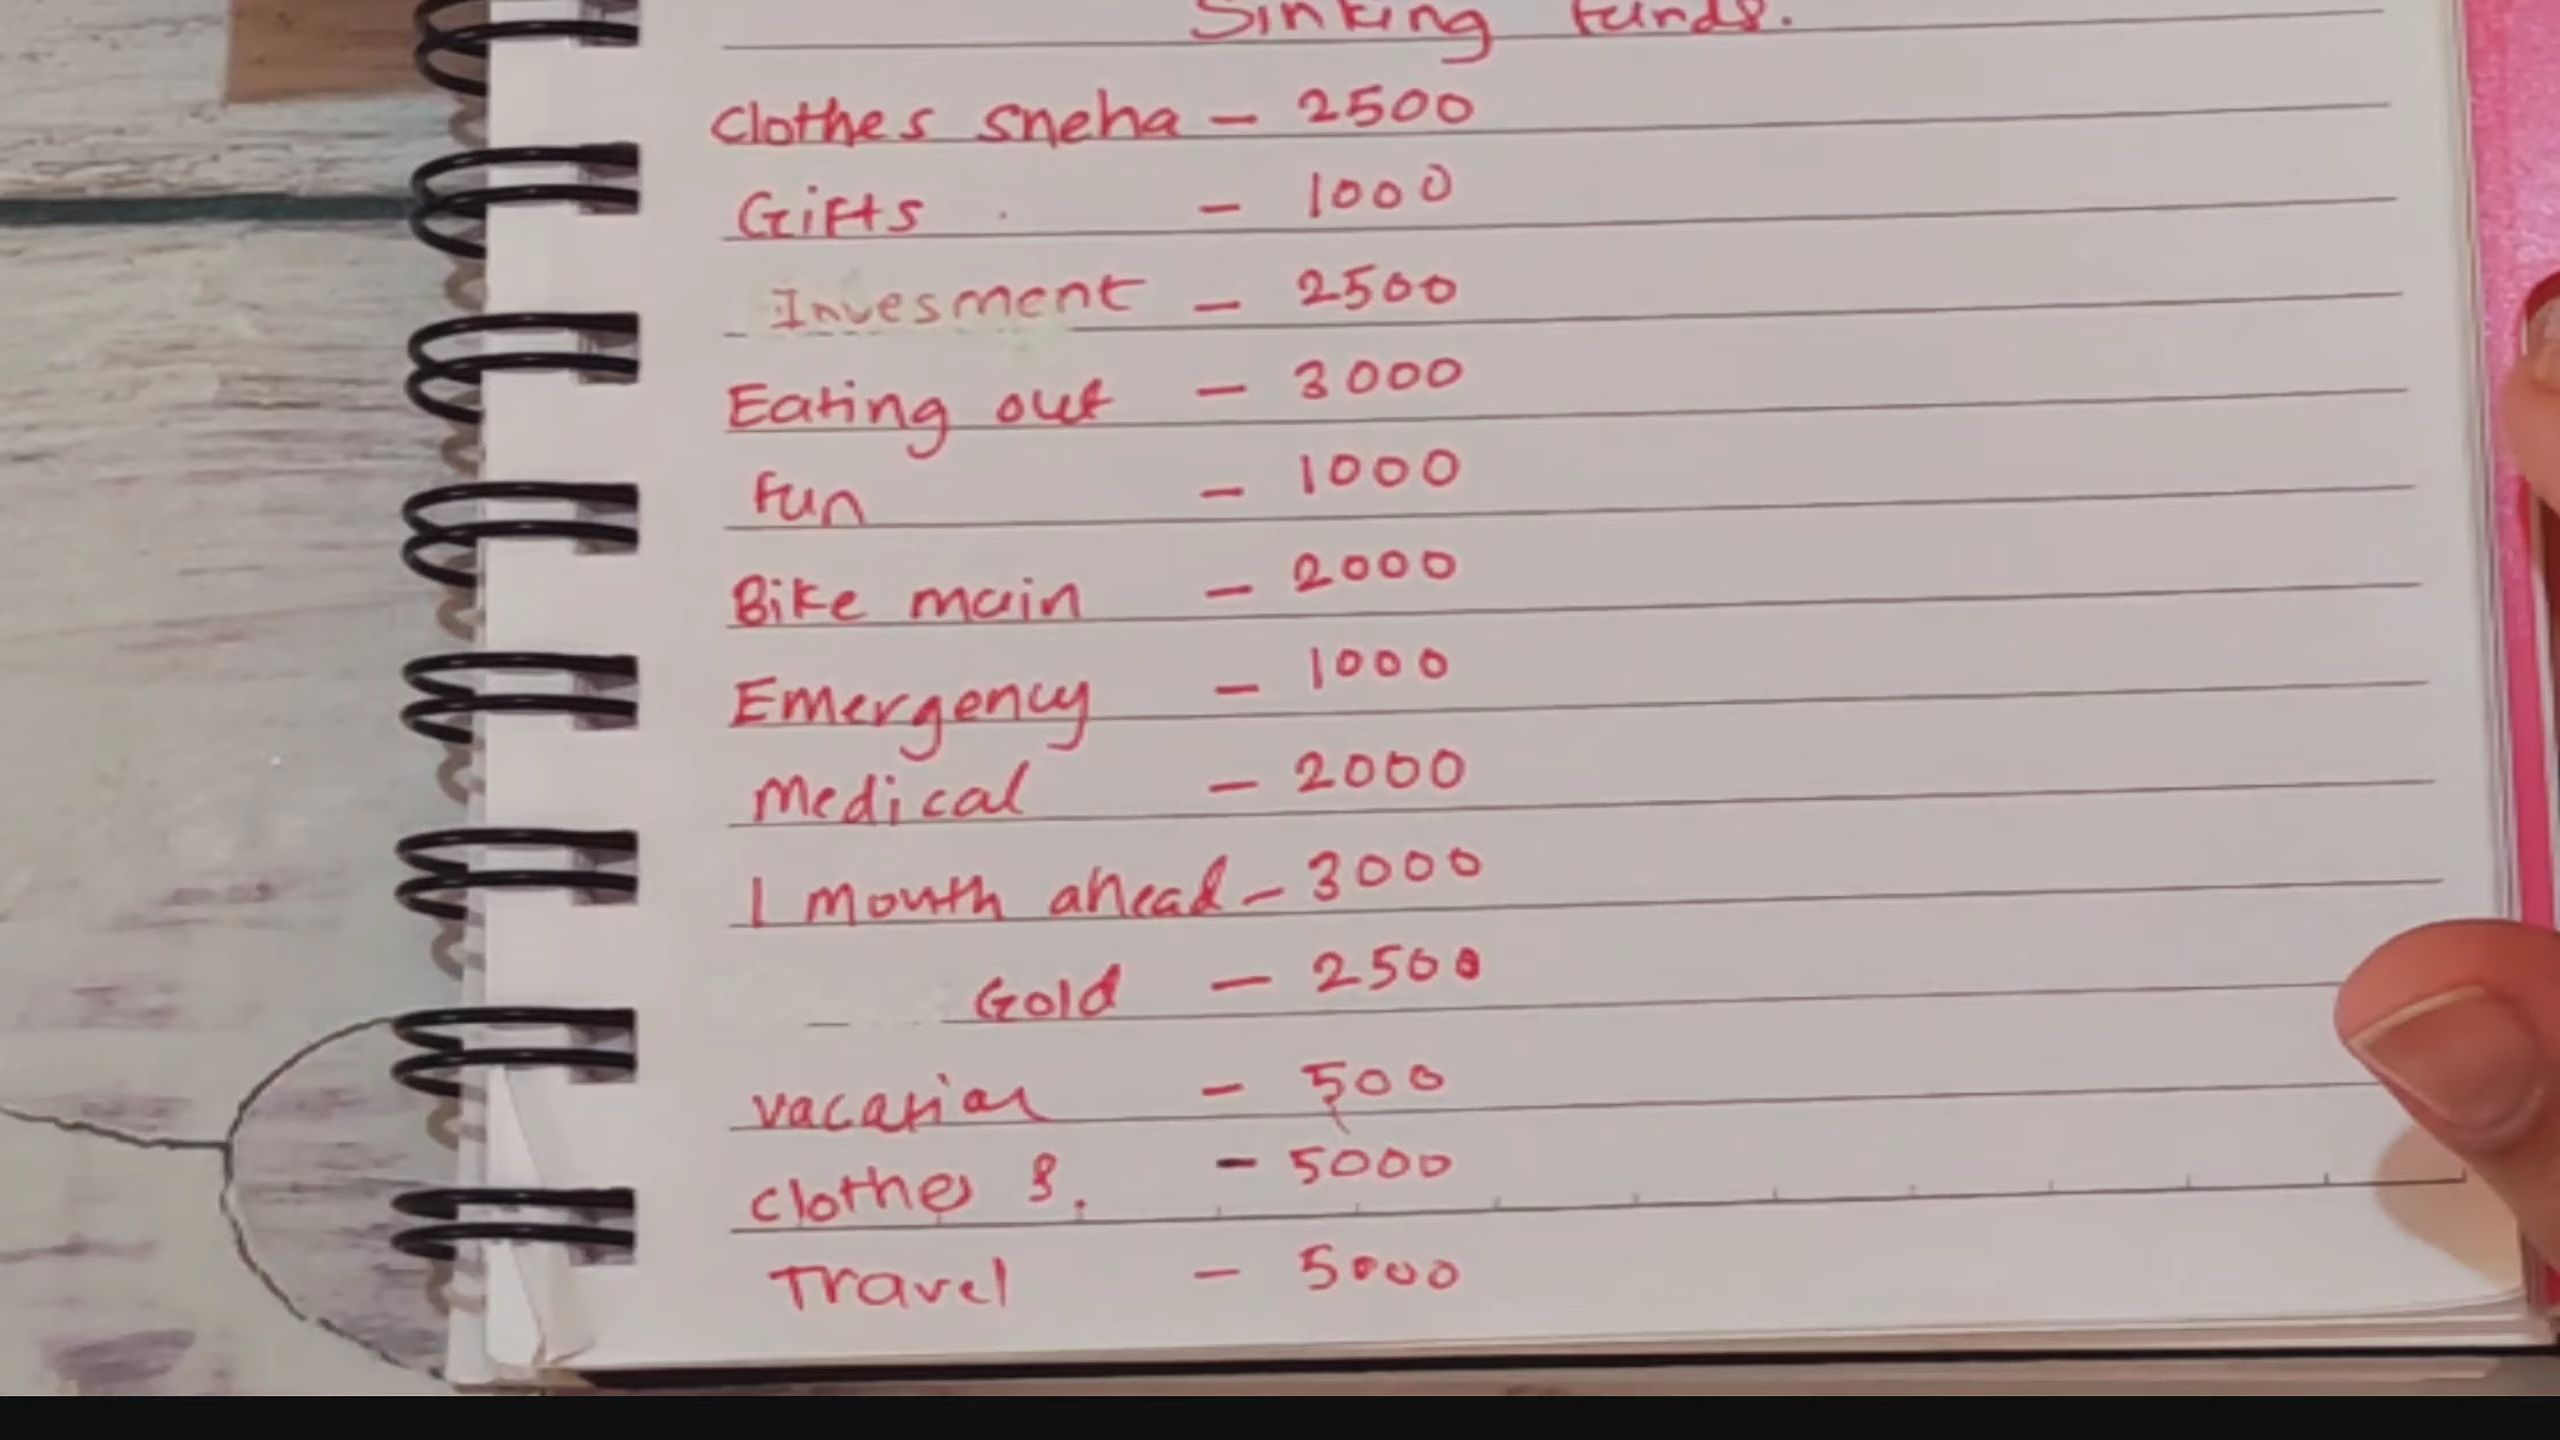 Sinking funds.
Clothes sneha - 2500
Gifts - 1000
Invesment - 2500
Eating out - 3000
Fun - 1000
Bike main - 2000
Emergency - 1000
Medical - 2000
1 month ahead - 3000
Gold - 2500
vacation - 500
Clothes S. - 5000
Travel - 5000